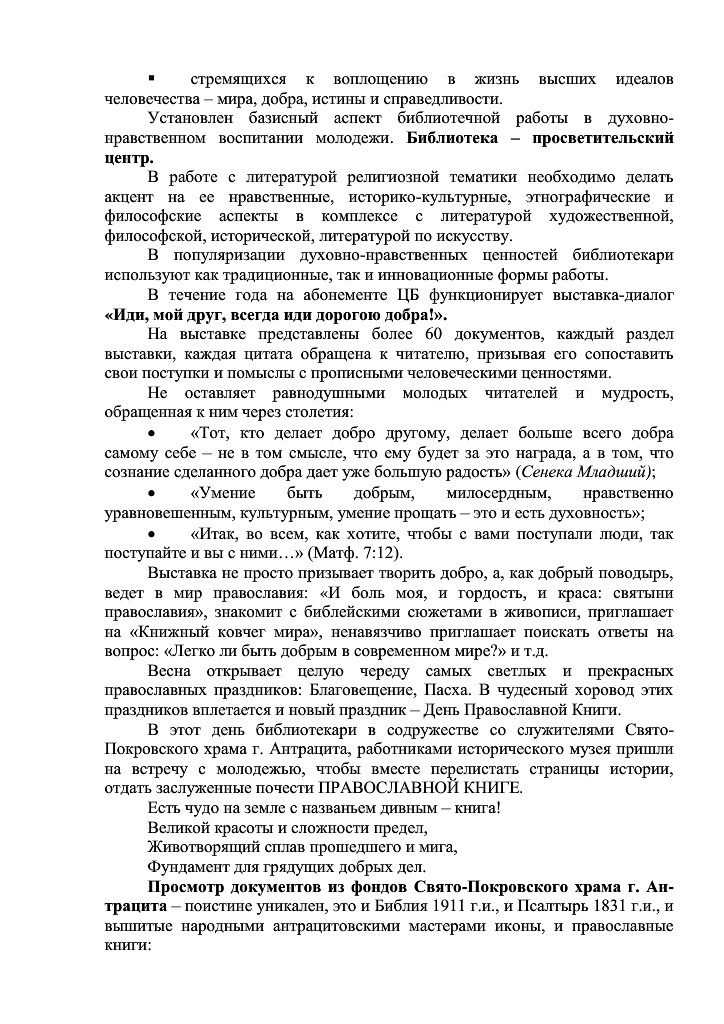 ▪ стремящихся к воплощению в жизнь высших идеалов
человечества – мира, добра, истины и справедливости.
Установлен базисный аспект библиотечной работы в духовно-
нравственном воспитании молодежи. Библиотека – просветительский
центр.
В работе с литературой религиозной тематики необходимо делать
акцент на ее нравственные, историко-культурные, этнографические и
философские аспекты в комплексе с литературой художественной,
философской, исторической, литературой по искусству.
В популяризации духовно-нравственных ценностей библиотекари
используют как традиционные, так и инновационные формы работы.
В течение года на абонементе ЦБ функционирует выставка-диалог
«Иди, мой друг, всегда иди дорогою добра!».
На выставке представлены более 60 документов, каждый раздел
выставки, каждая цитата обращена к читателю, призывая его сопоставить
свои поступки и помыслы с прописными человеческими ценностями.
Не оставляет равнодушными молодых читателей и мудрость,
обращенная к ним через столетия:
• «Тот, кто делает добро другому, делает больше всего добра
самому себе – не в том смысле, что ему будет за это награда, а в том, что
сознание сделанного добра дает уже большую радость» (Сенека Младший);
• «Умение быть добрым, милосердным, нравственно
уравновешенным, культурным, умение прощать – это и есть духовность»;
• «Итак, во всем, как хотите, чтобы с вами поступали люди, так
поступайте и вы с ними…» (Матф. 7:12).
Выставка не просто призывает творить добро, а, как добрый поводырь,
ведет в мир православия: «И боль моя, и гордость, и краса: святыни
православия», знакомит с библейскими сюжетами в живописи, приглашает
на «Книжный ковчег мира», ненавязчиво приглашает поискать ответы на
вопрос: «Легко ли быть добрым в современном мире?» и т.д.
Весна открывает целую череду самых светлых и прекрасных
православных праздников: Благовещение, Пасха. В чудесный хоровод этих
праздников вплетается и новый праздник – День Православной Книги.
В этот день библиотекари в содружестве со служителями Свято-
Покровского храма г. Антрацита, работниками исторического музея пришли
на встречу с молодежью, чтобы вместе перелистать страницы истории,
отдать заслуженные почести ПРАВОСЛАВНОЙ КНИГЕ.
Есть чудо на земле с названьем дивным – книга!
Великой красоты и сложности предел,
Животворящий сплав прошедшего и мига,
Фундамент для грядущих добрых дел.
Просмотр документов из фондов Свято-Покровского храма г. Ан-
трацита – поистине уникален, это и Библия 1911 г.и., и Псалтырь 1831 г.и., и
вышитые народными антрацитовскими мастерами иконы, и православные
книги: